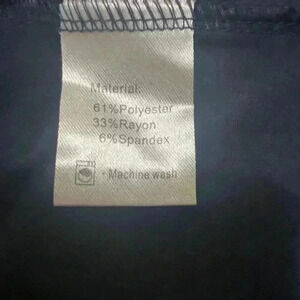 Material:
61%Polyester
33%Rayon
6%Spandex
· Machine wash